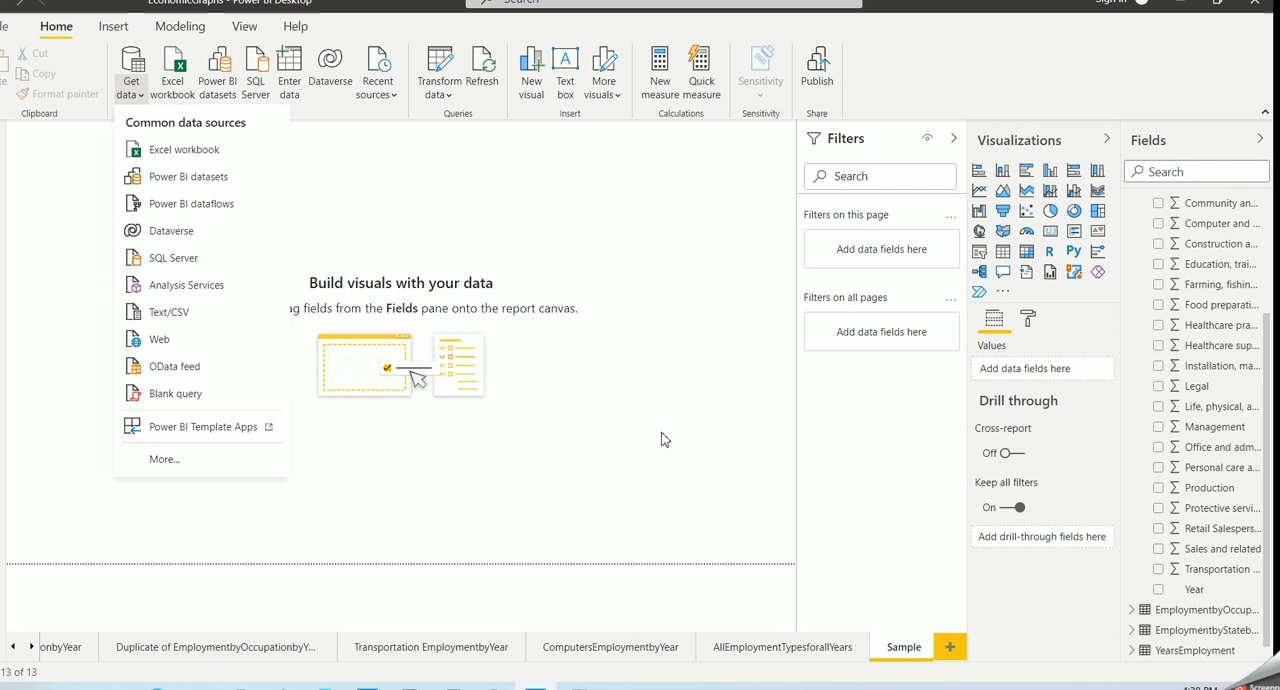 EconomicGraphs - Power BI Desktop
Search
Sign in
Home
Insert
Modeling
View
Help
Cut
Copy
Format painter
Clipboard
Get data
Excel workbook
Power BI datasets
SQL Server
Enter data
Dataverse
Recent sources
Transform data
Refresh
Queries
New visual
Text box
More visuals
Insert
New measure
Quick measure
Calculations
Sensitivity
Sensitivity
Publish
Share
Common data sources
Excel workbook
Power BI datasets
Power BI dataflows
Dataverse
SQL Server
Analysis Services
Text/CSV
Web
OData feed
Blank query
Power BI Template Apps
More...
Build visuals with your data
ag fields from the Fields pane onto the report canvas.
Filters
Search
Filters on this page
...
Add data fields here
Filters on all pages
...
Add data fields here
Visualizations
123
R
Py
...
Values
Add data fields here
Drill through
Cross-report
Off
Keep all filters
On
Add drill-through fields here
Fields
Search
Community an...
Computer and ...
Construction a...
Education, trai...
Farming, fishin...
Food preparati...
Healthcare pra...
Healthcare sup...
Installation, ma...
Legal
Life, physical, a...
Management
Office and adm...
Personal care a...
Production
Protective servi...
Retail Salespers...
Sales and related
Transportation ...
Year
EmploymentbyOccup...
EmploymentbyStateb...
YearsEmployment
onbyYear
Duplicate of EmploymentbyOccupationbyY...
Transportation EmploymentbyYear
ComputersEmploymentbyYear
AllEmploymentTypesforallYears
Sample
+
13 of 13